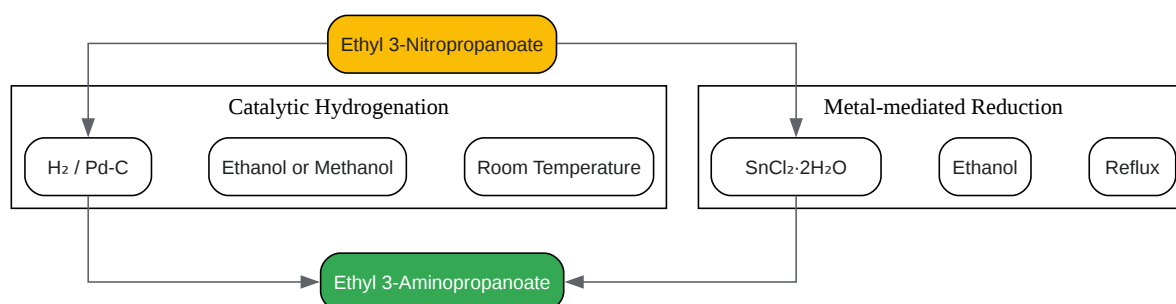 Ethyl 3-Nitropropanoate
Catalytic Hydrogenation
Metal-mediated Reduction
H₂ / Pd-C
Ethanol or Methanol
Room Temperature
SnCl₂·2H₂O
Ethanol
Reflux
Ethyl 3-Aminopropanoate